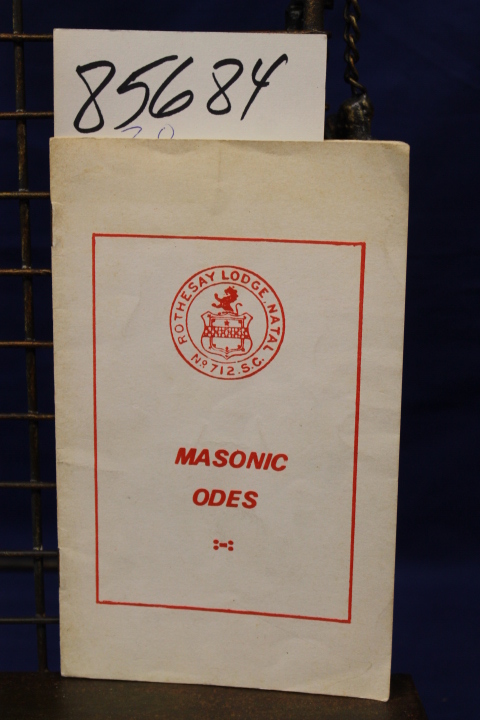 85684
ROTHESAY LODGE, NATAL
No 712. S.C.
MASONIC
ODES